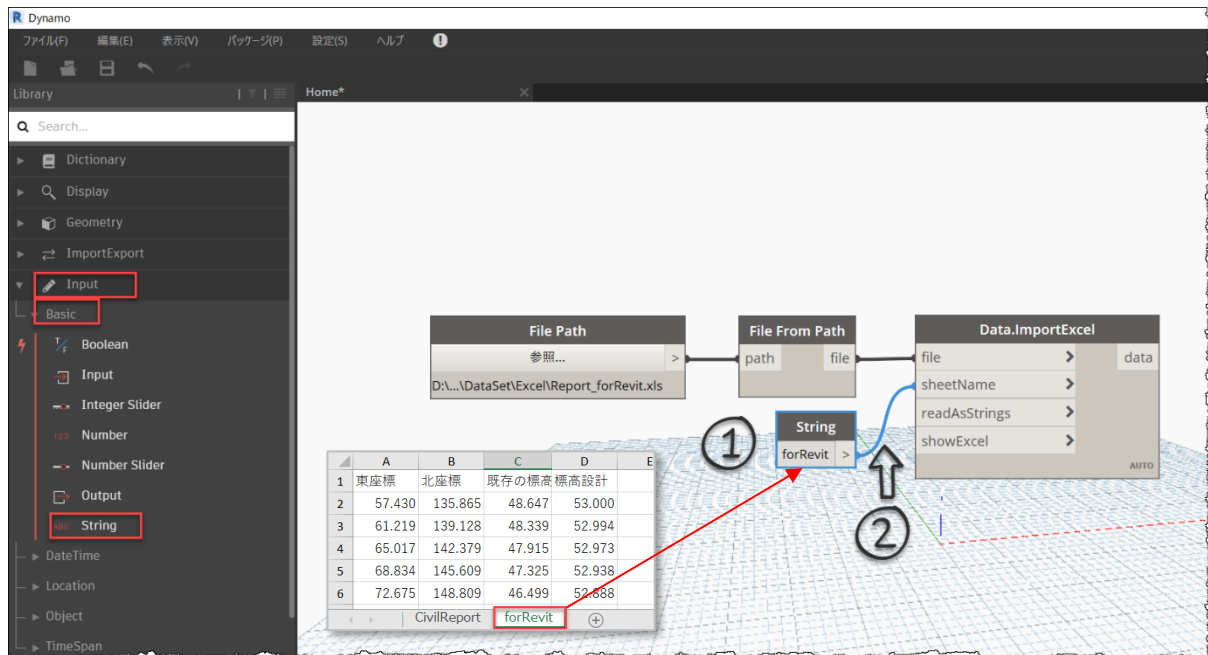 Dynamo
ファイル(F) 編集(E) 表示(V) パッケージ(P) 設定(S) ヘルプ
Library
Home*
Search...
Dictionary
Display
Geometry
ImportExport
Input
Basic
Boolean
Input
Integer Slider
123 Number
Number Slider
Output
ABC String
DateTime
Location
Object
TimeSpan
File Path
参照... >
D:\...\DataSet\Excel\Report_forRevit.xls
File From Path
path file
Data.ImportExcel
file > data
sheetName >
readAsStrings >
showExcel >
AUTO
String
forRevit >
1
2
A B C D E
1 東座標 北座標 既存の標高 標高設計
2 57.430 135.865 48.647 53.000
3 61.219 139.128 48.339 52.994
4 65.017 142.379 47.915 52.973
5 68.834 145.609 47.325 52.938
6 72.675 148.809 46.499 52.888
CivilReport forRevit